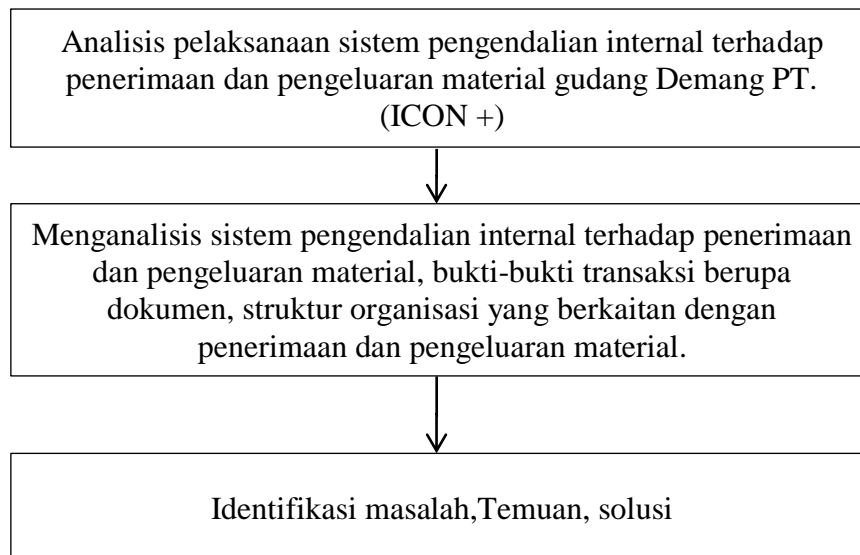 Analisis pelaksanaan sistem pengendalian internal terhadap
penerimaan dan pengeluaran material gudang Demang PT.
(ICON +)
Menganalisis sistem pengendalian internal terhadap penerimaan
dan pengeluaran material, bukti-bukti transaksi berupa
dokumen, struktur organisasi yang berkaitan dengan
penerimaan dan pengeluaran material.
Identifikasi masalah,Temuan, solusi